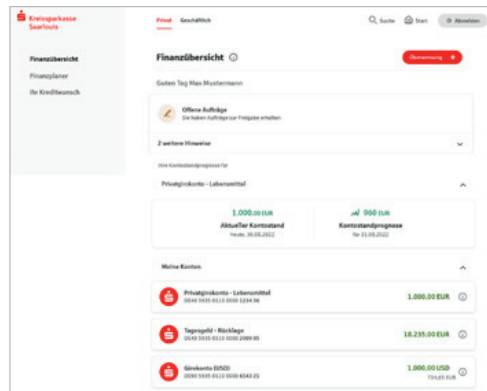 Kreissparkasse
Saarlouis
Privat Geschäftlich
Suche Start Abmelden
Finanzübersicht
Finanzplaner
Ihr Kreditwunsch
Finanzübersicht
Überweisung
Guten Tag Max Mustermann
Offene Aufträge
Sie haben Aufträge zur Freigabe erhalten
2 weitere Hinweise
Ihre Kontostandprognose für
Privatgirokonto - Lebensmittel
1.000,00 EUR
Aktueller Kontostand
heute, 30.08.2022
960 EUR
Kontostandprognose
für 31.08.2022
Meine Konten
Privatgirokonto - Lebensmittel
1.000,00 EUR
Tagesgeld - Rücklage
18.235,00 EUR
Girokonto (USD)
1.000,00 USD